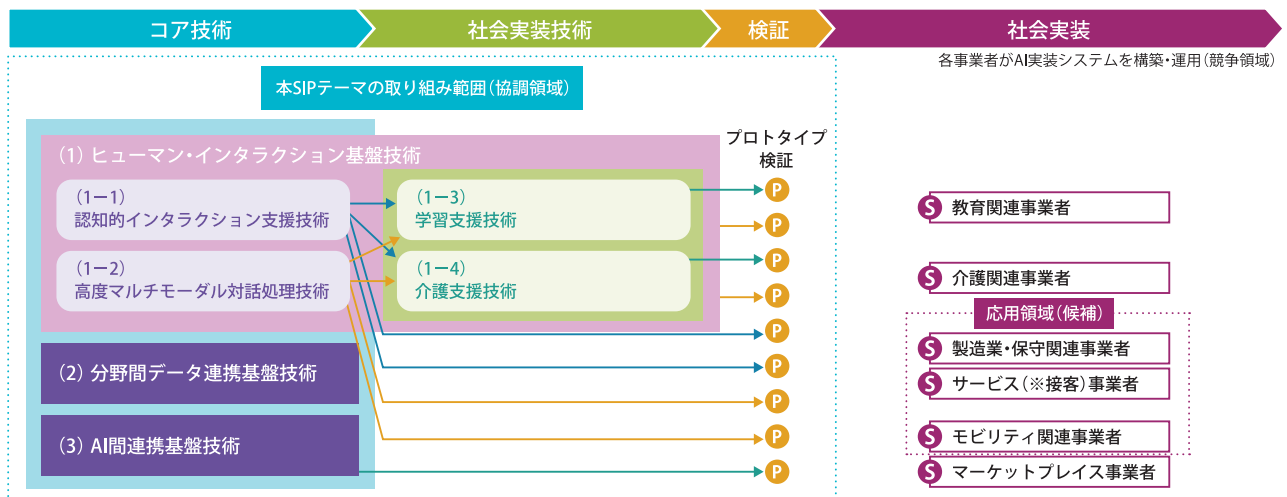 コア技術
社会実装技術
検証
社会実装
各事業者がAI実装システムを構築・運用(競争領域)
本SIPテーマの取り組み範囲(協調領域)
(1) ヒューマン・インタラクション基盤技術
(1ー1)
認知的インタラクション支援技術
(1ー2)
高度マルチモーダル対話処理技術
(1ー3)
学習支援技術
(1ー4)
介護支援技術
(2) 分野間データ連携基盤技術
(3) AI間連携基盤技術
プロトタイプ
検証
P
P
P
P
P
P
P
P
P
S 教育関連事業者
S 介護関連事業者
応用領域(候補)
S 製造業・保守関連事業者
S サービス(※接客)事業者
S モビリティ関連事業者
S マーケットプレイス事業者